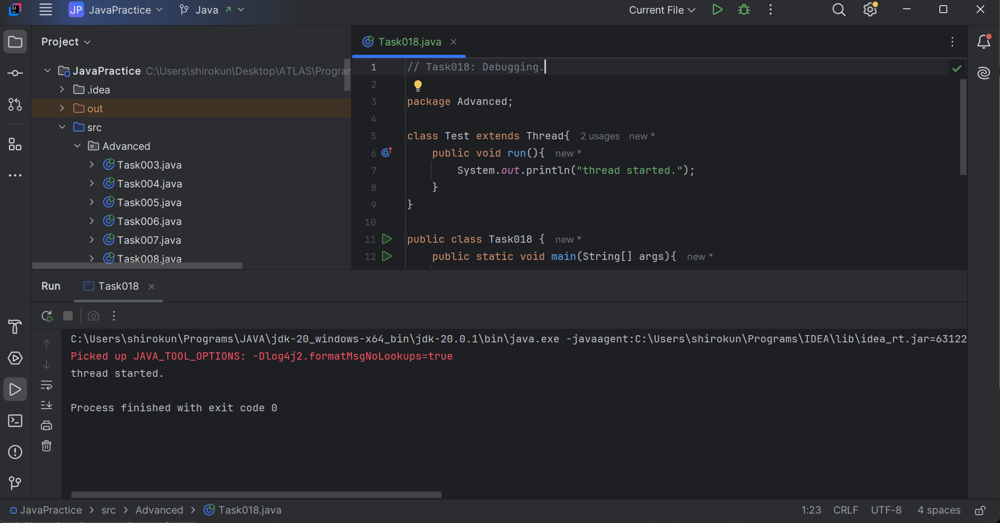 JP JavaPractice Java Current File
Project
Task018.java
JavaPractice C:\Users\shirokun\Desktop\ATLAS\Progra
.idea
out
src
Advanced
Task003.java
Task004.java
Task005.java
Task006.java
Task007.java
Task008.java
1 // Task018: Debugging.
2
3 package Advanced;
4
5 class Test extends Thread{ 2 usages new *
6 public void run(){ new *
7 System.out.println("thread started.");
8 }
9 }
10
11 public class Task018 { new *
12 public static void main(String[] args){ new *
Run Task018
C:\Users\shirokun\Programs\JAVA\jdk-20_windows-x64_bin\jdk-20.0.1\bin\java.exe -javaagent:C:\Users\shirokun\Programs\IDEA\lib\idea_rt.jar=63122
Picked up JAVA_TOOL_OPTIONS: -Dlog4j2.formatMsgNoLookups=true
thread started.
Process finished with exit code 0
JavaPractice > src > Advanced > Task018.java 1:23 CRLF UTF-8 4 spaces